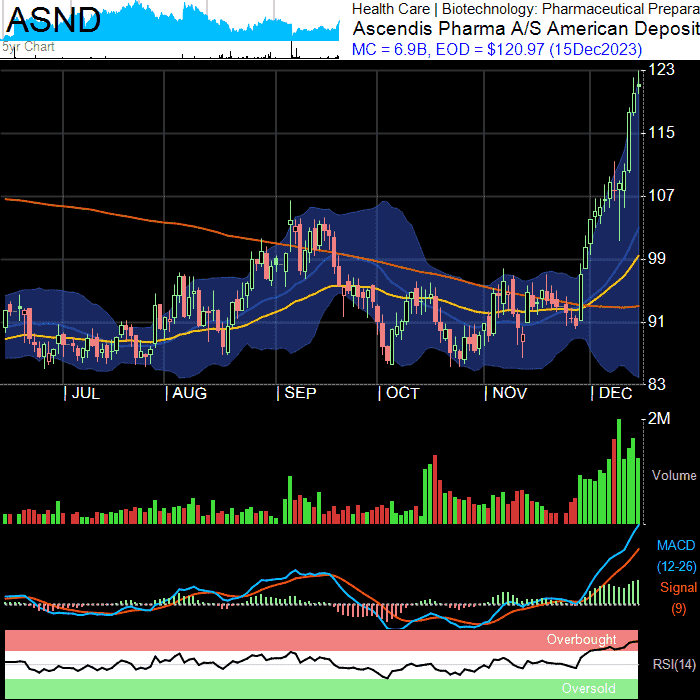 ASND
5yr Chart
Health Care | Biotechnology: Pharmaceutical Prepara
Ascendis Pharma A/S American Deposit
MC = 6.9B, EOD = $120.97 (15Dec2023)
123
115
107
99
91
83
| JUL | AUG | SEP | OCT | NOV | DEC
2M
Volume
MACD
(12-26)
Signal
(9)
Overbought
RSI(14)
Oversold